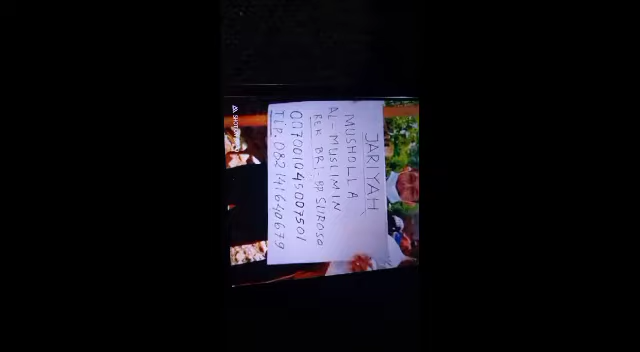 JARIYAH
MUSHOLLA
AL-MUSLIMIN
REK BRI: SUROSO
007001045007501
TLP. 082141640679